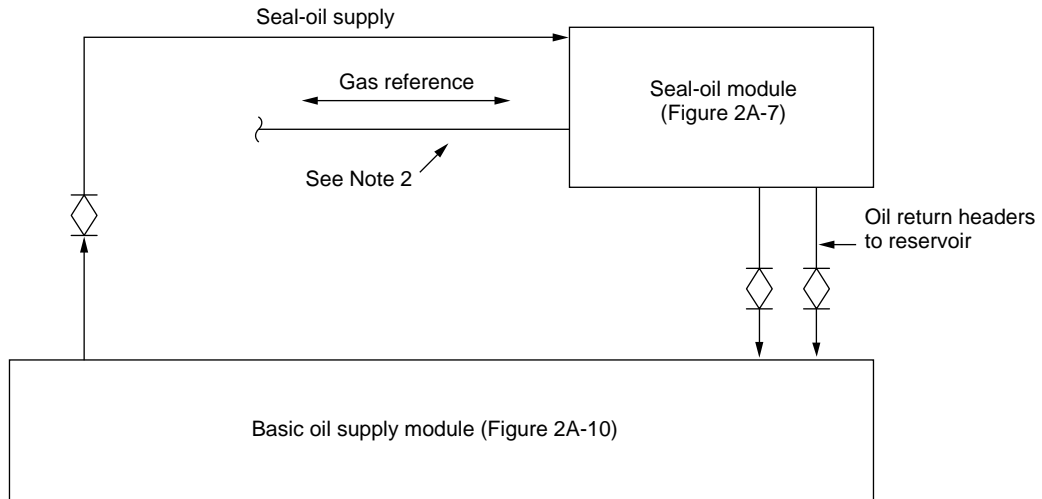 Seal-oil supply
Gas reference
Seal-oil module
(Figure 2A-7)
See Note 2
Oil return headers
to reservoir
Basic oil supply module (Figure 2A-10)